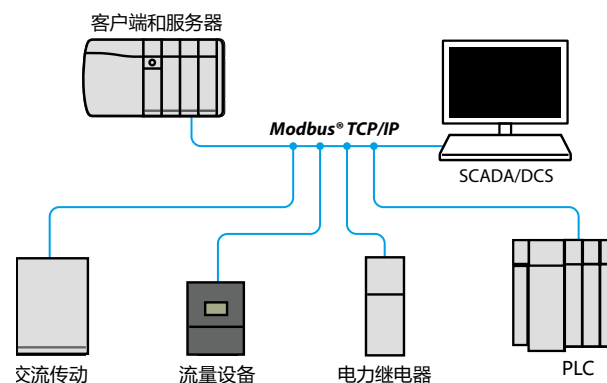 客户端和服务器
Modbus® TCP/IP
SCADA/DCS
交流传动
流量设备
电力继电器
PLC